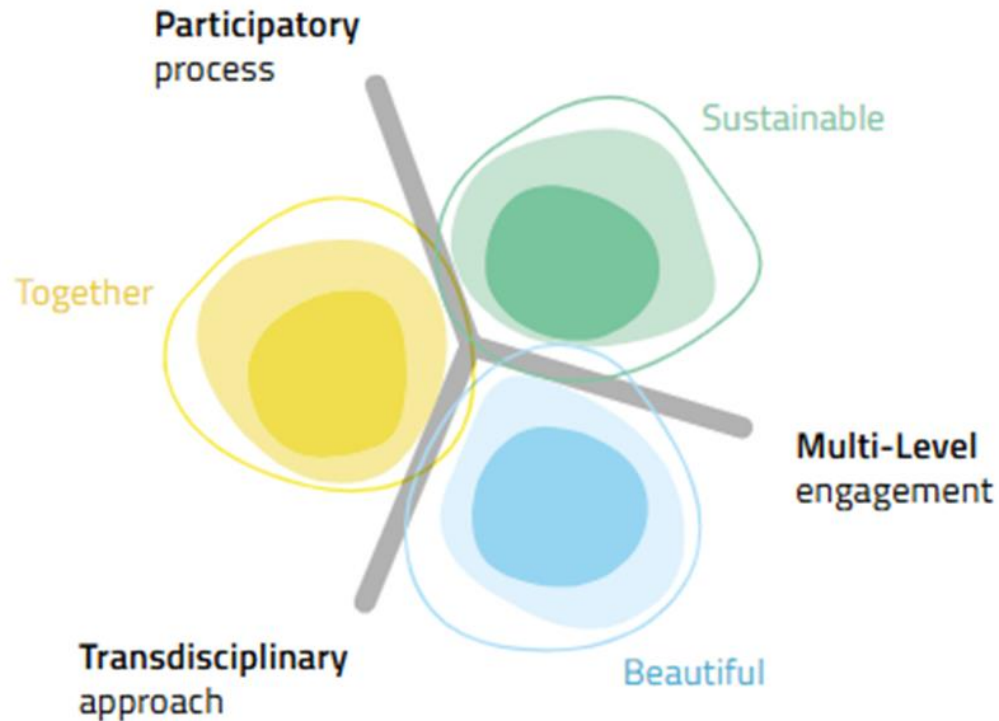 Participatory
process
Sustainable
Together
Multi-Level
engagement
Transdisciplinary
approach
Beautiful